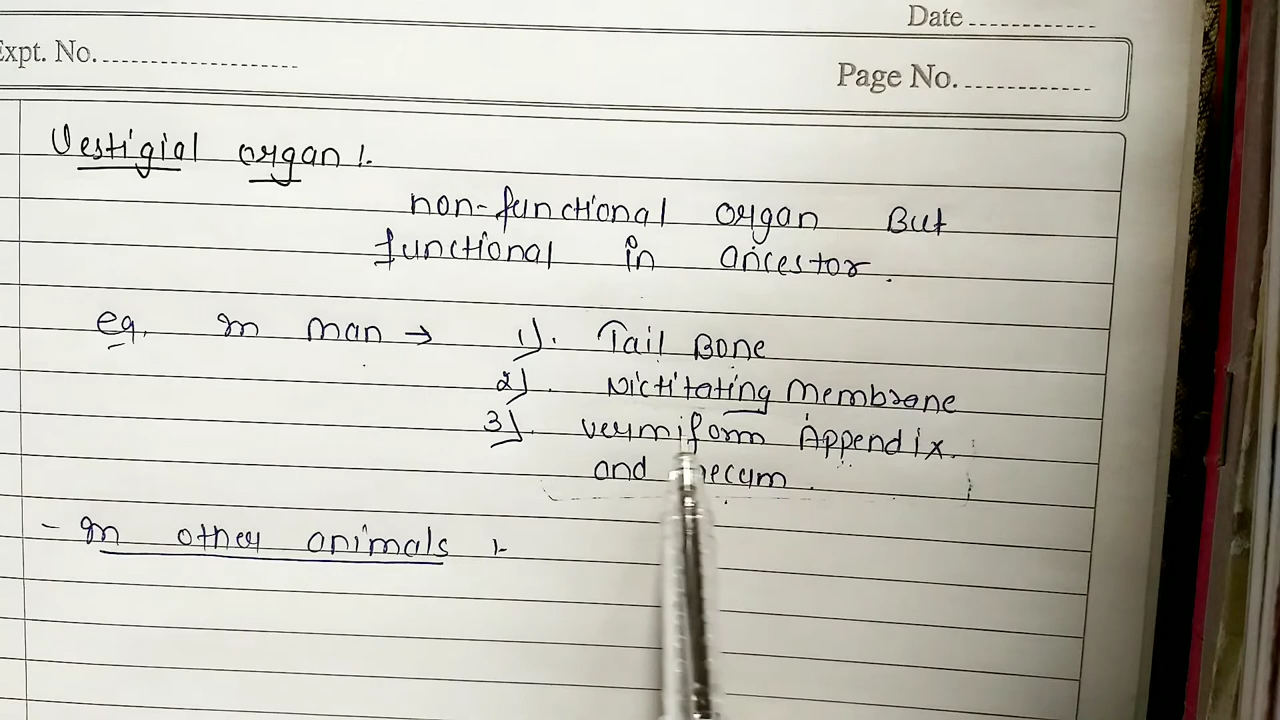 Date
Expt. No.
Page No.
Vestigial organ :-
non-functional organ But
functional in ancestor.
eg. In man → 1). Tail Bone
2). Nictitating Membrane
3). vermiform Appendix.
and
- In other animals :-